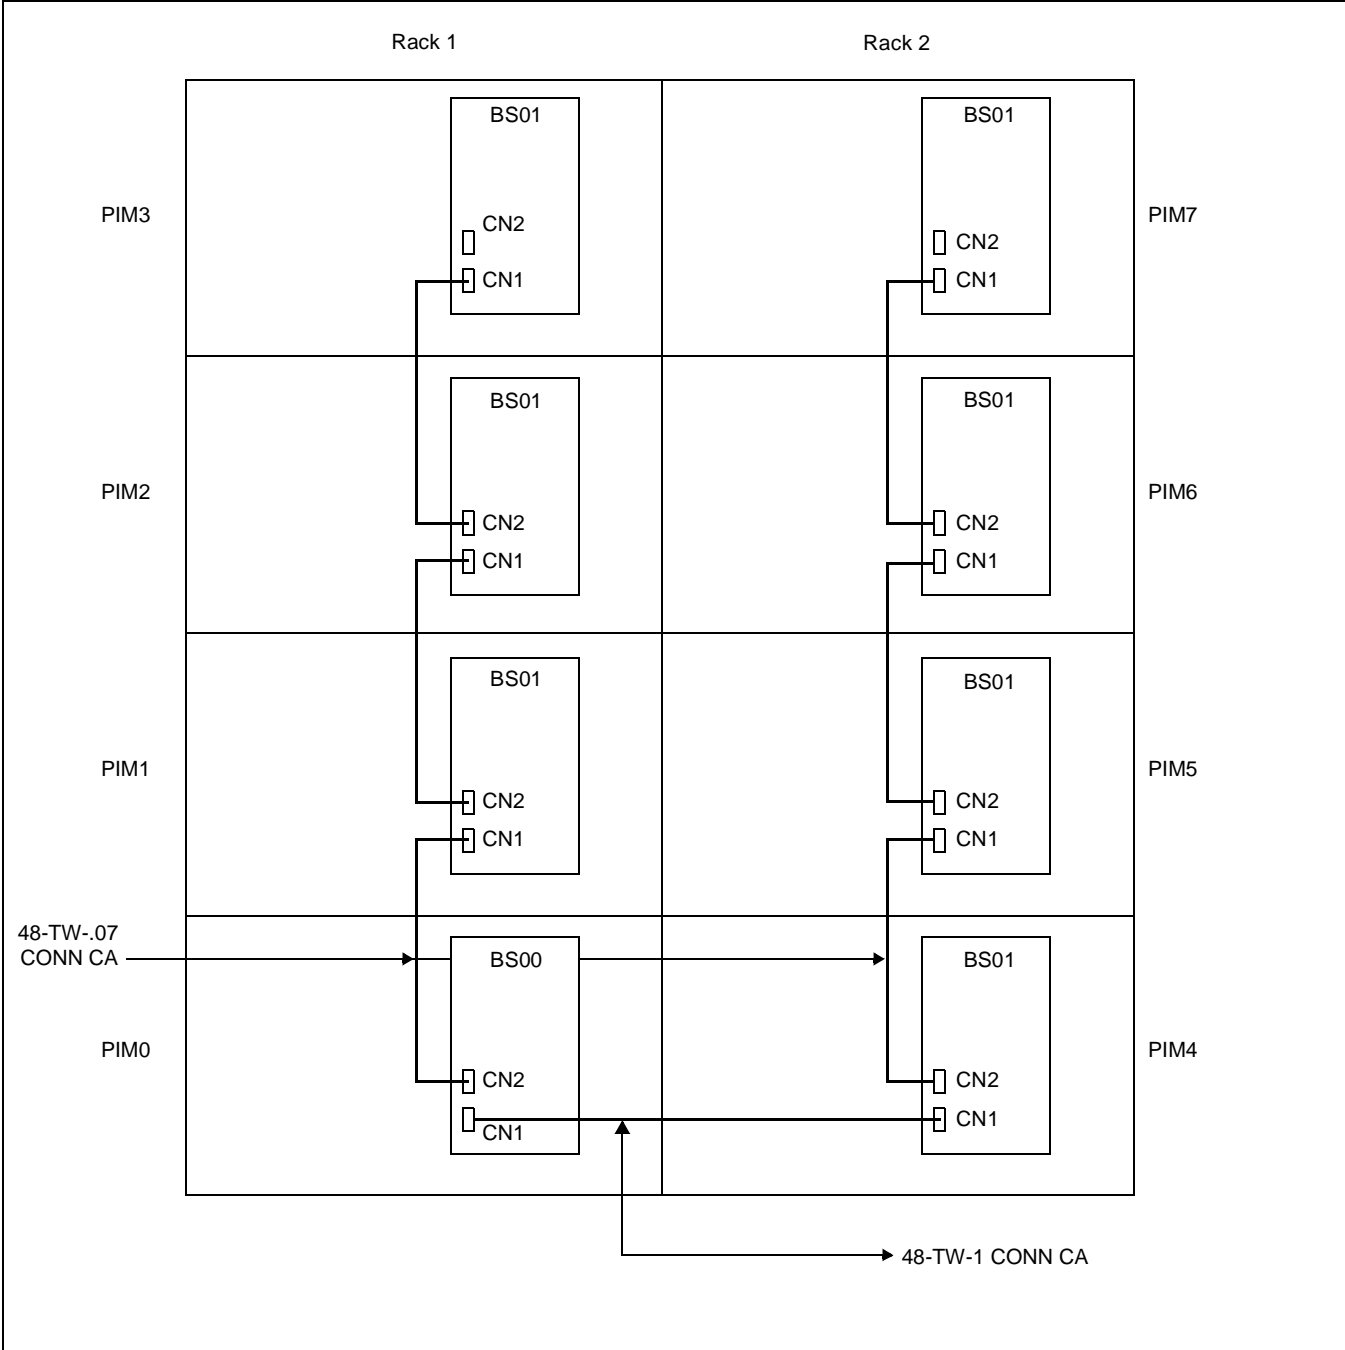 Rack 1
Rack 2
BS01
BS01
PIM3
CN2
CN1
CN2
CN1
PIM7
BS01
BS01
PIM2
CN2
CN1
CN2
CN1
PIM6
BS01
BS01
PIM1
CN2
CN1
CN2
CN1
PIM5
48-TW-.07
CONN CA
BS00
BS01
PIM0
CN2
CN1
CN2
CN1
PIM4
48-TW-1 CONN CA